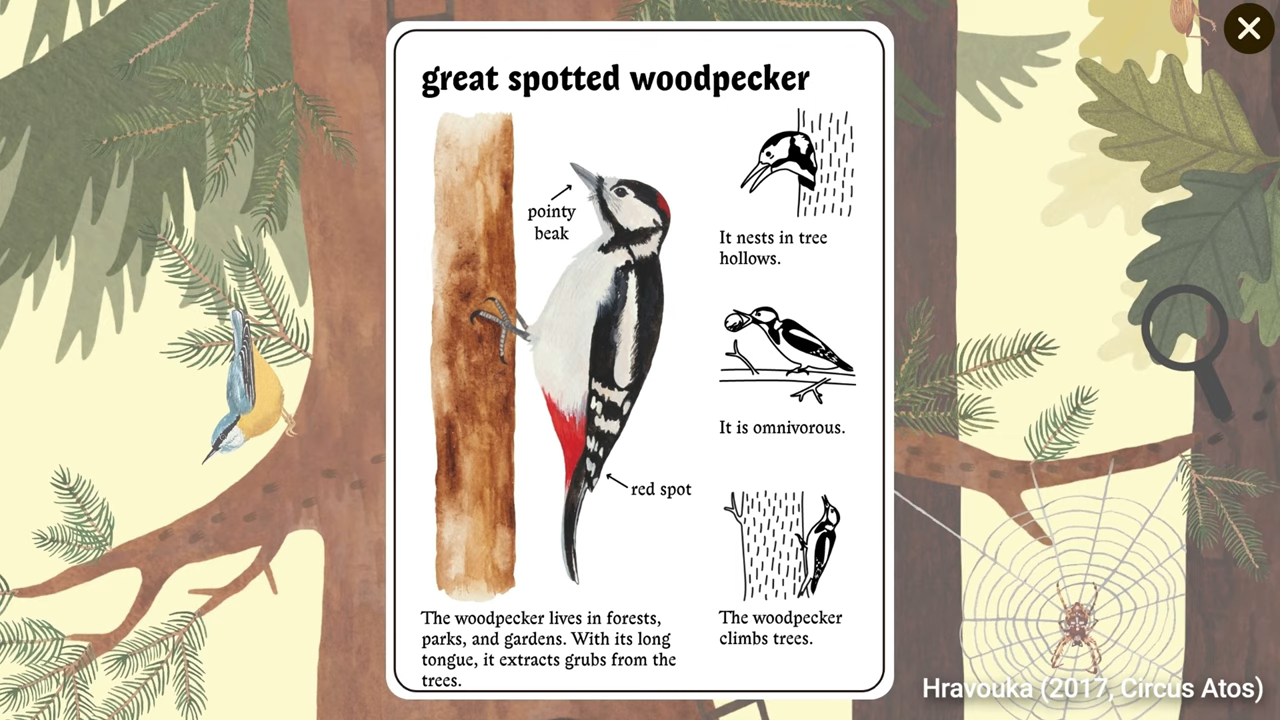 great spotted woodpecker
pointy
beak
red spot
The woodpecker lives in forests,
parks, and gardens. With its long
tongue, it extracts grubs from the
trees.
It nests in tree
hollows.
It is omnivorous.
The woodpecker
climbs trees.
Hravouka (2017, Circus Atos)